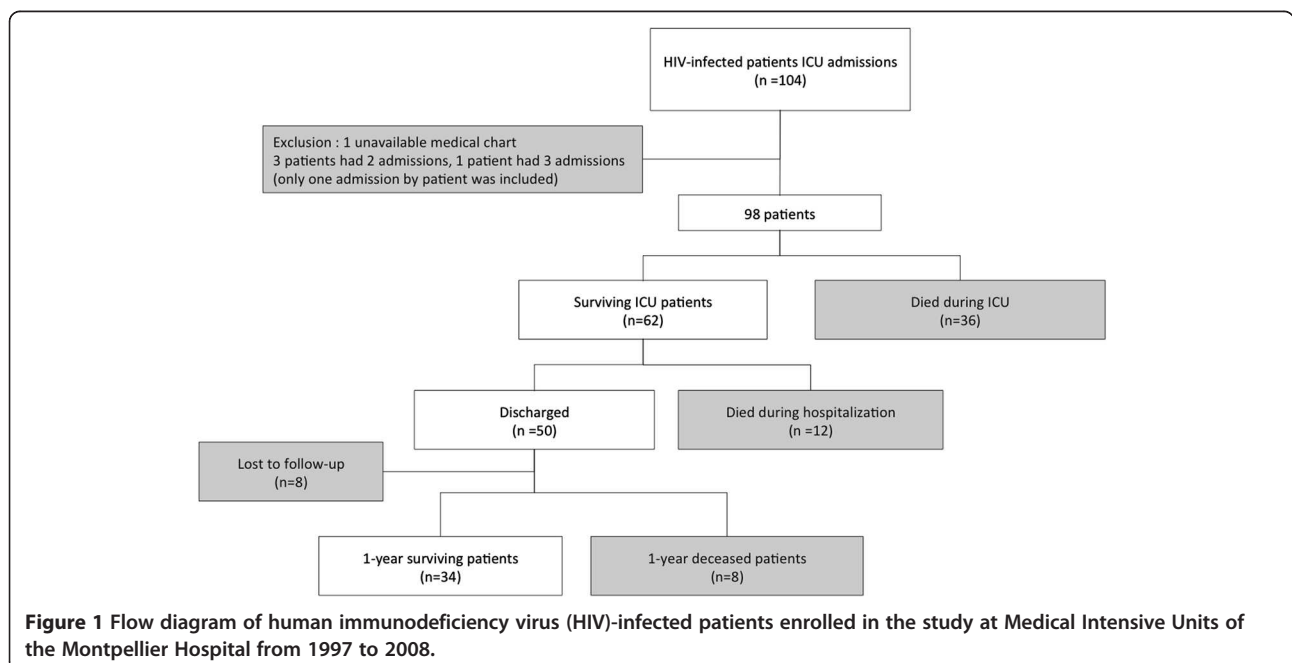 HIV-infected patients ICU admissions
(n =104)
Exclusion : 1 unavailable medical chart
3 patients had 2 admissions, 1 patient had 3 admissions
(only one admission by patient was included)
98 patients
Surviving ICU patients
(n=62)
Died during ICU
(n=36)
Discharged
(n =50)
Died during hospitalization
(n =12)
Lost to follow-up
(n=8)
1-year surviving patients
(n=34)
1-year deceased patients
(n=8)
Figure 1 Flow diagram of human immunodeficiency virus (HIV)-infected patients enrolled in the study at Medical Intensive Units of
the Montpellier Hospital from 1997 to 2008.